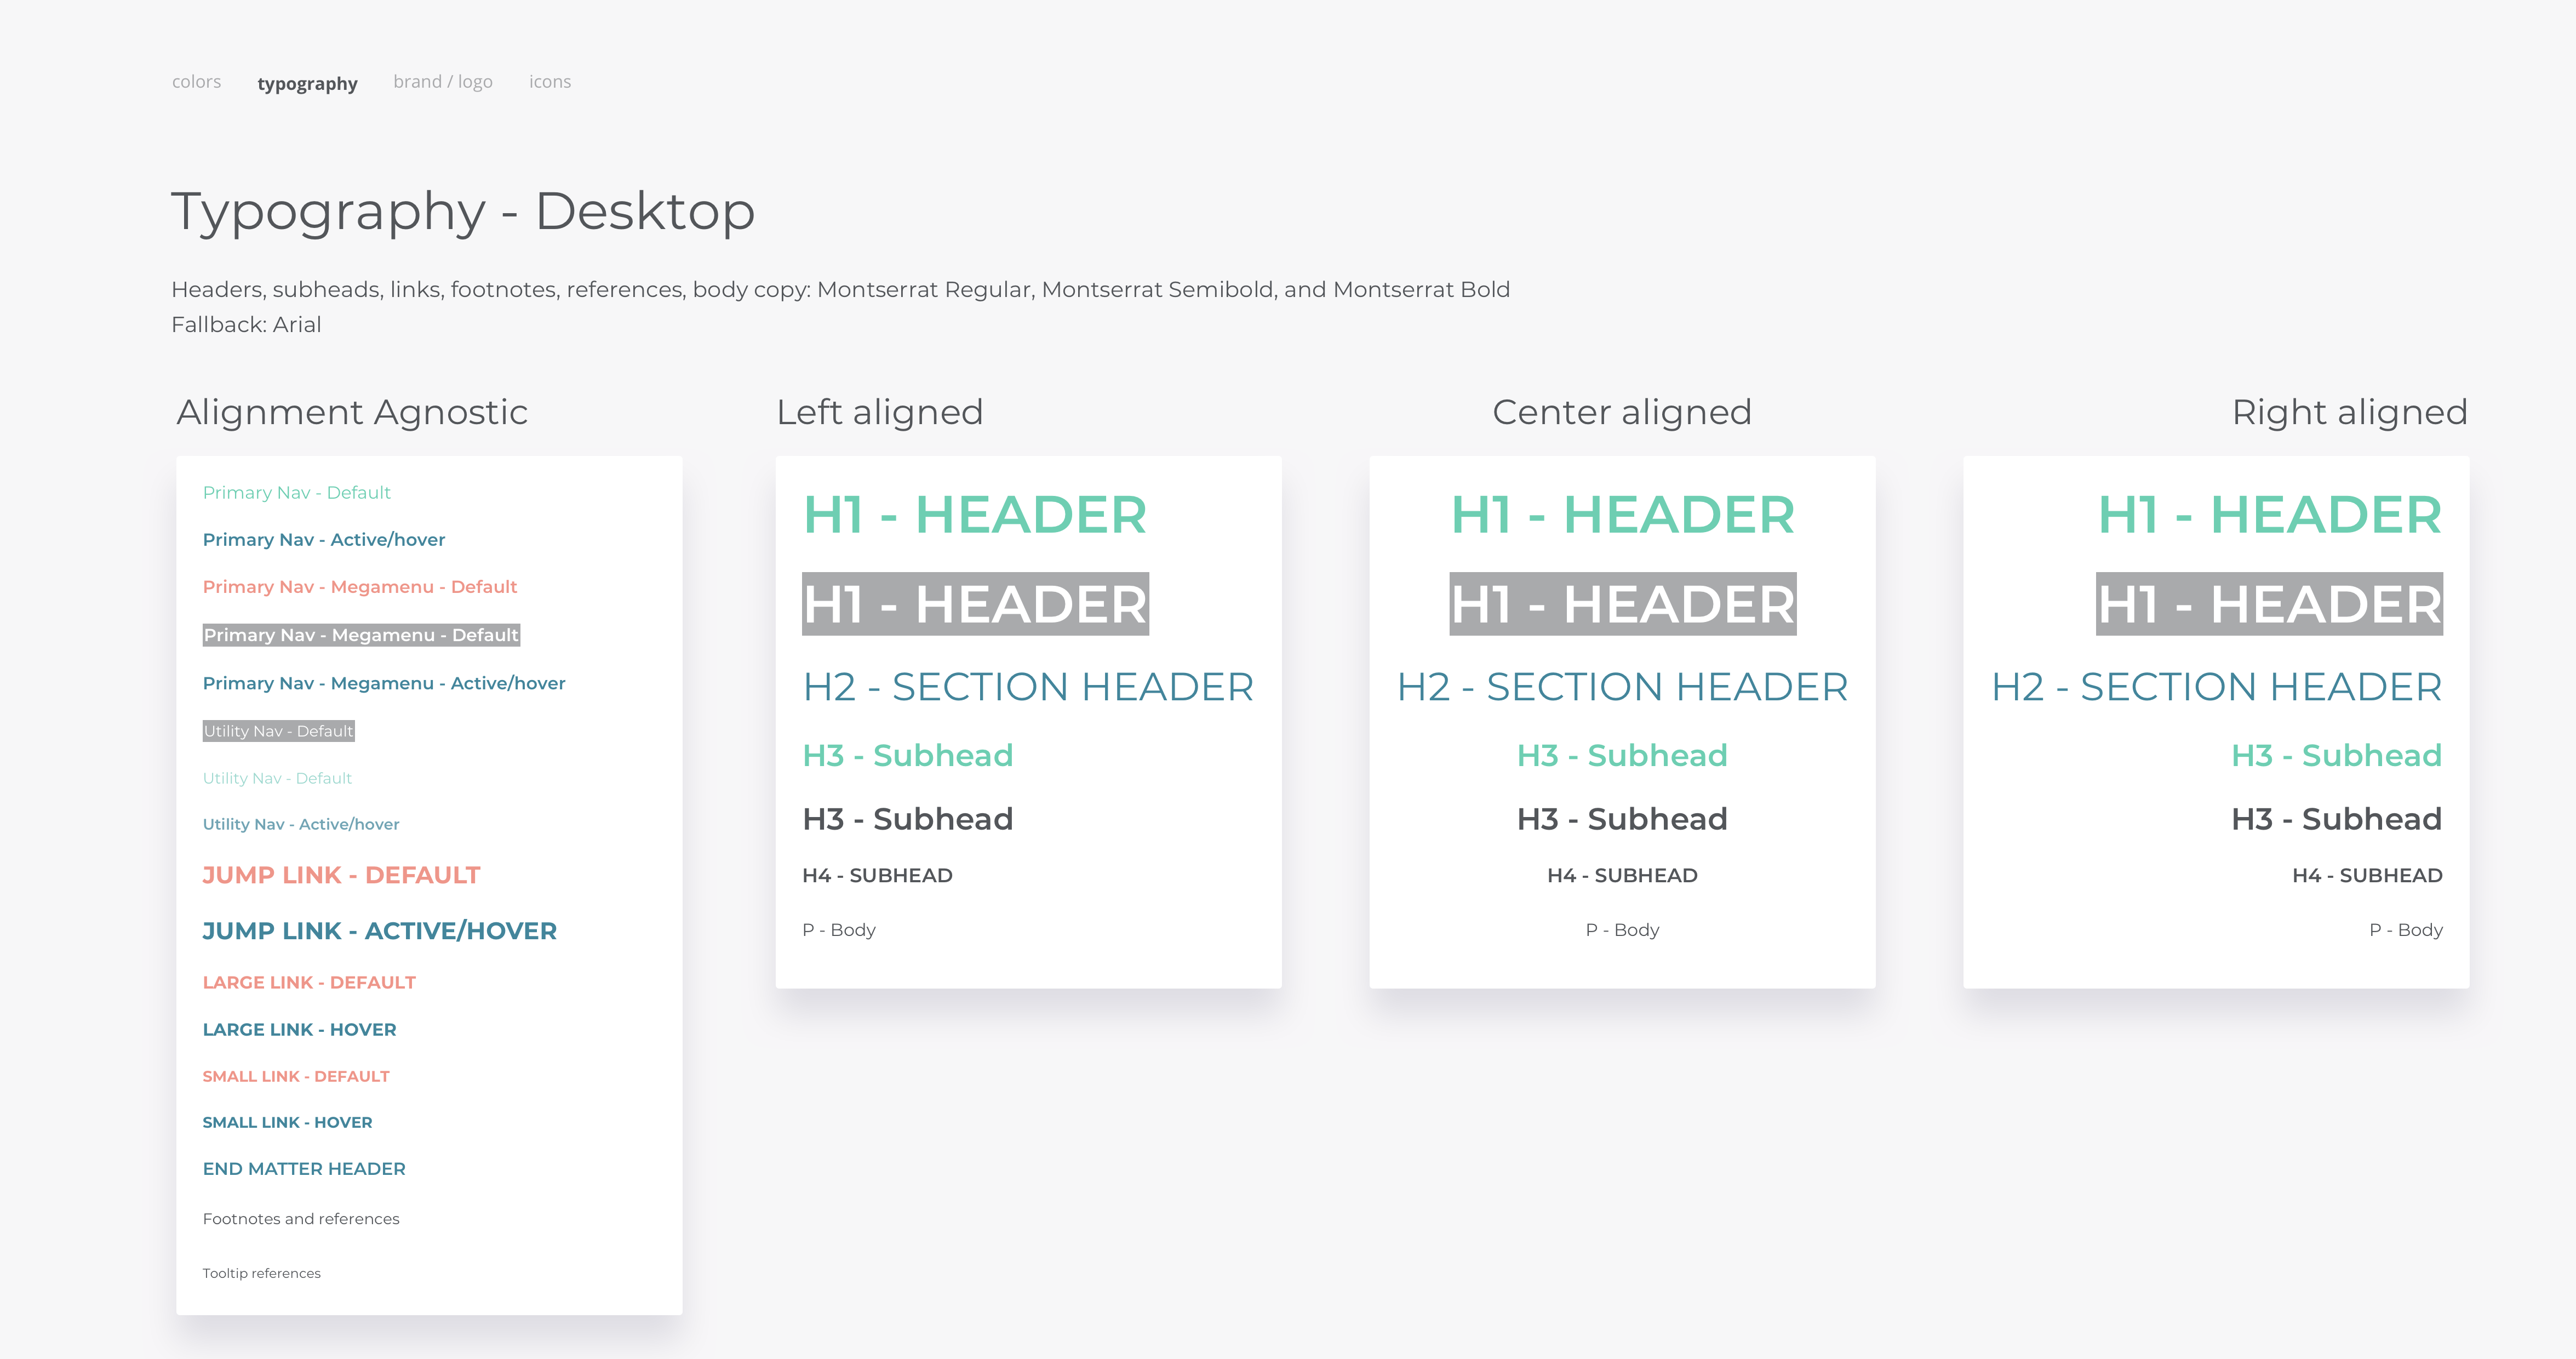 colors
typography
brand / logo
icons
Typography - Desktop
Headers, subheads, links, footnotes, references, body copy: Montserrat Regular, Montserrat Semibold, and Montserrat Bold
Fallback: Arial
Alignment Agnostic
Primary Nav - Default
Primary Nav - Active/hover
Primary Nav - Megamenu - Default
Primary Nav - Megamenu - Default
Primary Nav - Megamenu - Active/hover
Utility Nav - Default
Utility Nav - Default
Utility Nav - Active/hover
JUMP LINK - DEFAULT
JUMP LINK - ACTIVE/HOVER
LARGE LINK - DEFAULT
LARGE LINK - HOVER
SMALL LINK - DEFAULT
SMALL LINK - HOVER
END MATTER HEADER
Footnotes and references
Tooltip references
Left aligned
H1 - HEADER
H1 - HEADER
H2 - SECTION HEADER
H3 - Subhead
H3 - Subhead
H4 - SUBHEAD
P - Body
Center aligned
H1 - HEADER
H1 - HEADER
H2 - SECTION HEADER
H3 - Subhead
H3 - Subhead
H4 - SUBHEAD
P - Body
Right aligned
H1 - HEADER
H1 - HEADER
H2 - SECTION HEADER
H3 - Subhead
H3 - Subhead
H4 - SUBHEAD
P - Body